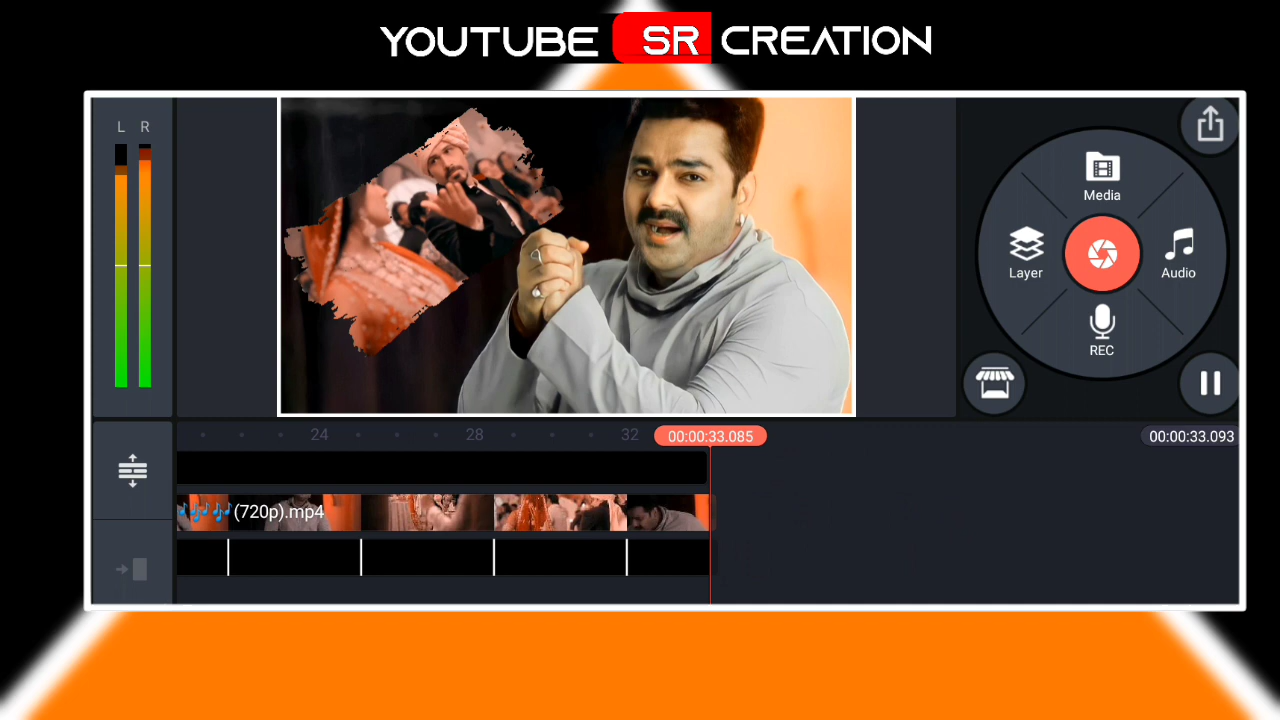 YOUTUBE SR CREATION
L R
Media
Layer
Audio
REC
24 28 32 00:00:33.085 00:00:33.093
🎶🎶🎶 (720p).mp4